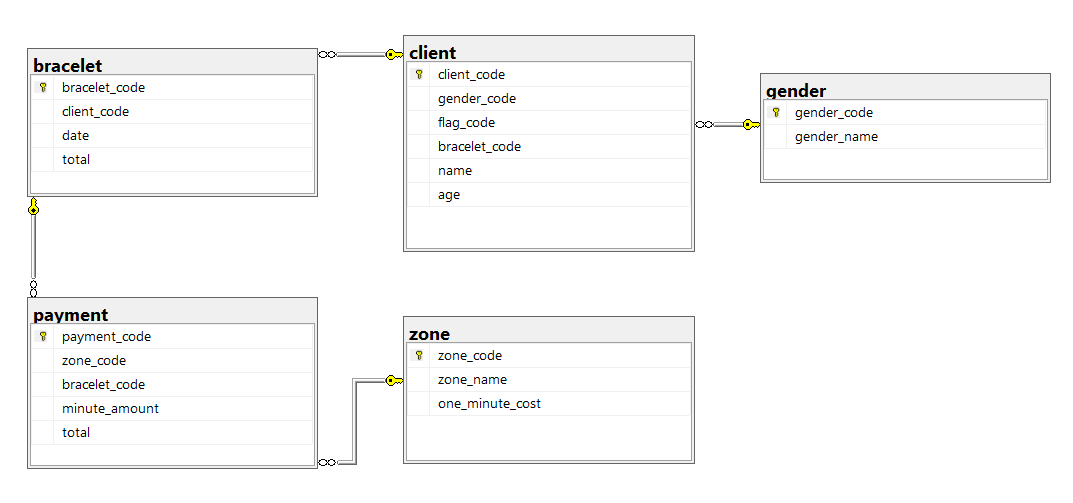 bracelet
bracelet_code
client_code
date
total
client
client_code
gender_code
flag_code
bracelet_code
name
age
gender
gender_code
gender_name
payment
payment_code
zone_code
bracelet_code
minute_amount
total
zone
zone_code
zone_name
one_minute_cost